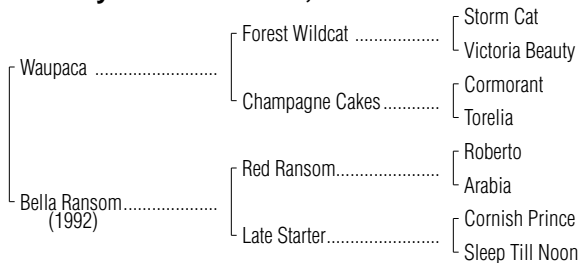 Storm Cat
Forest Wildcat
Victoria Beauty
Waupaca
Cormorant
Champagne Cakes
Torelia
Roberto
Red Ransom
Arabia
Bella Ransom
(1992)
Cornish Prince
Late Starter
Sleep Till Noon